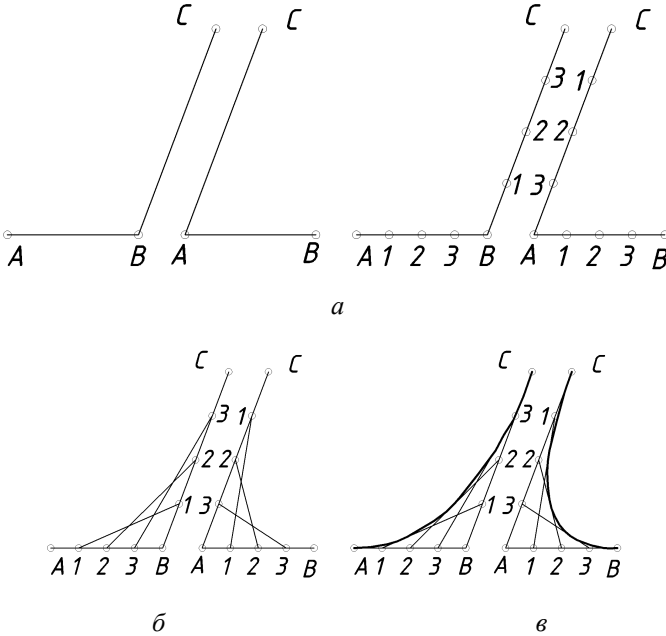 C C C C
3 1
2 2
1 3
A B A B A 1 2 3 B A 1 2 3 B
а
C C C C
3 1 3 1
2 2 2 2
1 3 1 3
A 1 2 3 B A 1 2 3 B A 1 2 3 B A 1 2 3 B
б в